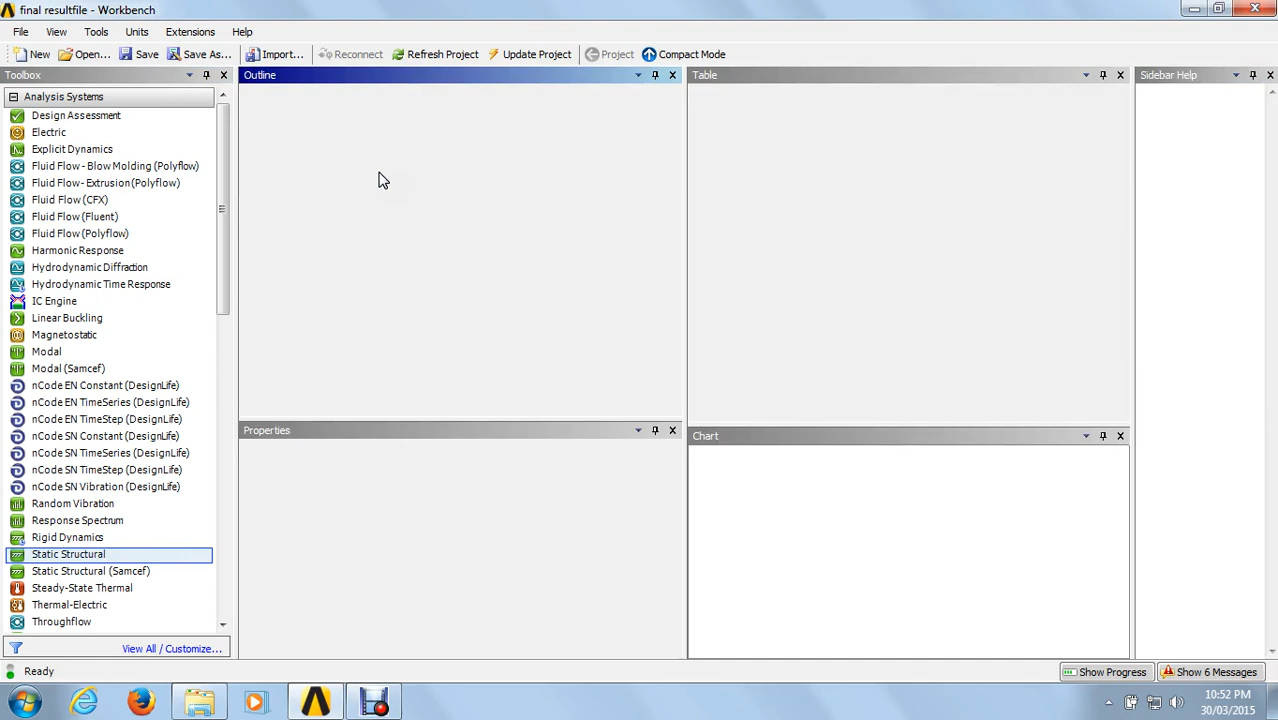 final resultfile - Workbench
File View Tools Units Extensions Help
New Open... Save Save As... Import... Reconnect Refresh Project Update Project Project Compact Mode
Toolbox
Outline
Table
Sidebar Help
Analysis Systems
Design Assessment
Electric
Explicit Dynamics
Fluid Flow - Blow Molding (Polyflow)
Fluid Flow- Extrusion(Polyflow)
Fluid Flow (CFX)
Fluid Flow (Fluent)
Fluid Flow (Polyflow)
Harmonic Response
Hydrodynamic Diffraction
Hydrodynamic Time Response
IC Engine
Linear Buckling
Magnetostatic
Modal
Modal (Samcef)
nCode EN Constant (DesignLife)
nCode EN TimeSeries (DesignLife)
nCode EN TimeStep (DesignLife)
nCode SN Constant (DesignLife)
nCode SN TimeSeries (DesignLife)
nCode SN TimeStep (DesignLife)
nCode SN Vibration (DesignLife)
Random Vibration
Response Spectrum
Rigid Dynamics
Static Structural
Static Structural (Samcef)
Steady-State Thermal
Thermal-Electric
Throughflow
View All / Customize...
Properties
Chart
Ready
Show Progress
Show 6 Messages
10:52 PM
30/03/2015